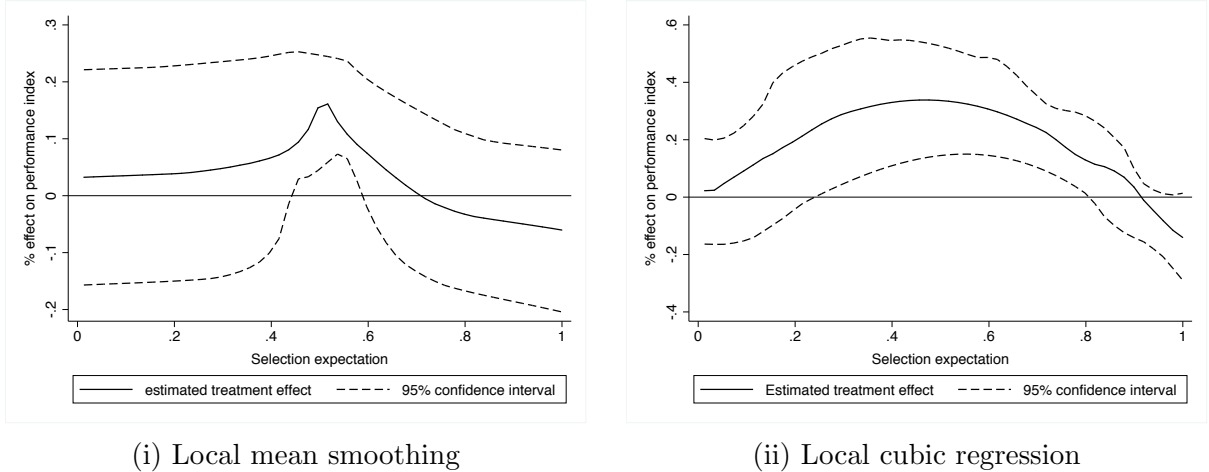 % effect on performance index
.3
.2
.1
0
-.1
-.2
0 .2 .4 .6 .8 1
Selection expectation
estimated treatment effect 95% confidence interval
(i) Local mean smoothing
% effect on performance index
.6
.4
.2
0
-.2
-.4
0 .2 .4 .6 .8 1
Selection expectation
Estimated treatment effect 95% confidence interval
(ii) Local cubic regression